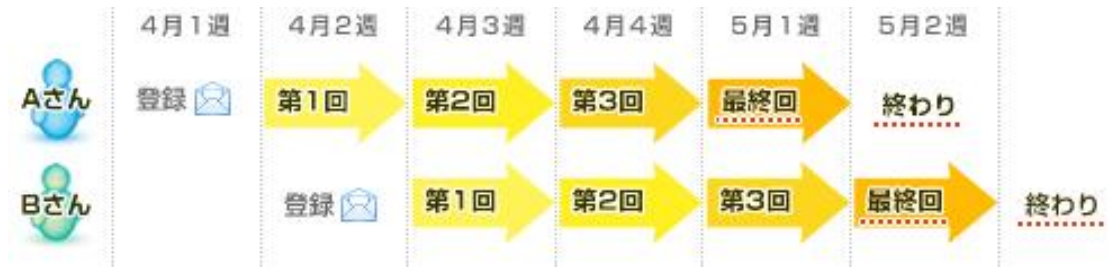 4月1週 4月2週 4月3週 4月4週 5月1週 5月2週
Aさん 登録 第1回 第2回 第3回 最終回 終わり
Bさん 登録 第1回 第2回 第3回 最終回 終わり